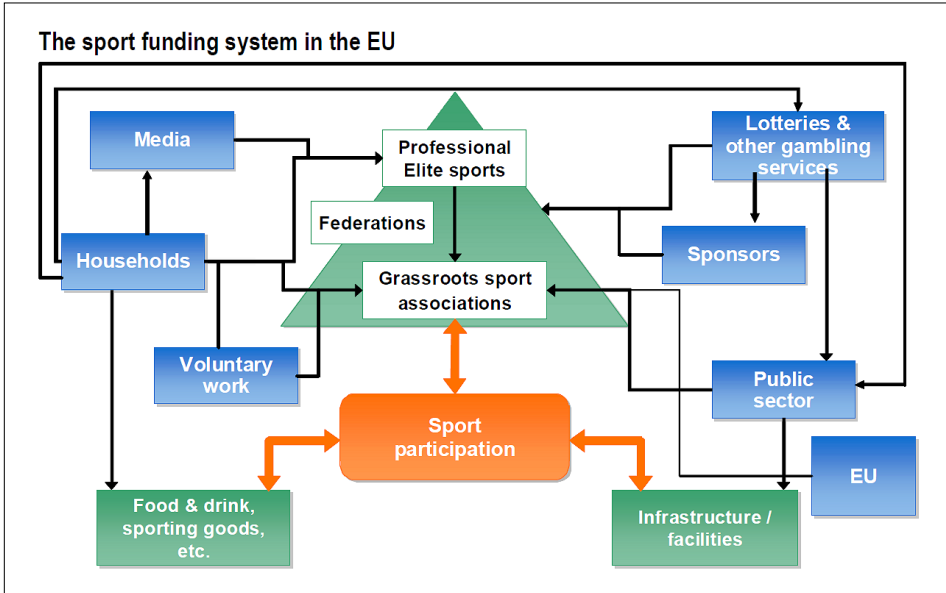 The sport funding system in the EU
Media
Professional
Elite sports
Lotteries &
other gambling
services
Federations
Households
Sponsors
Grassroots sport
associations
Voluntary
work
Public
sector
Sport
participation
EU
Food & drink,
sporting goods,
etc.
Infrastructure /
facilities